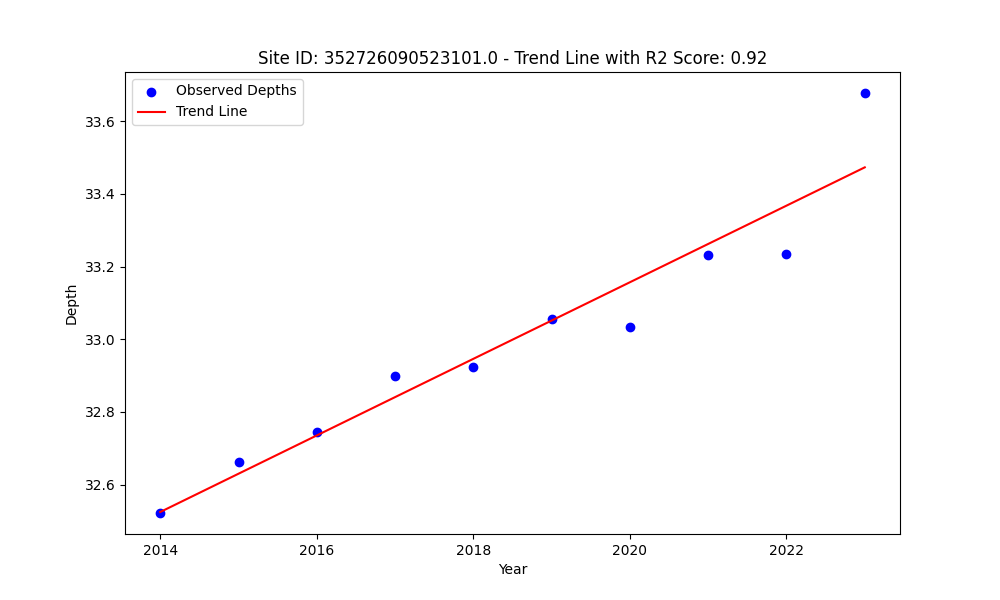 Site ID: 352726090523101.0 - Trend Line with R2 Score: 0.92
Observed Depths
Trend Line
33.6
33.4
33.2
33.0
32.8
32.6
Depth
2014 2016 2018 2020 2022
Year